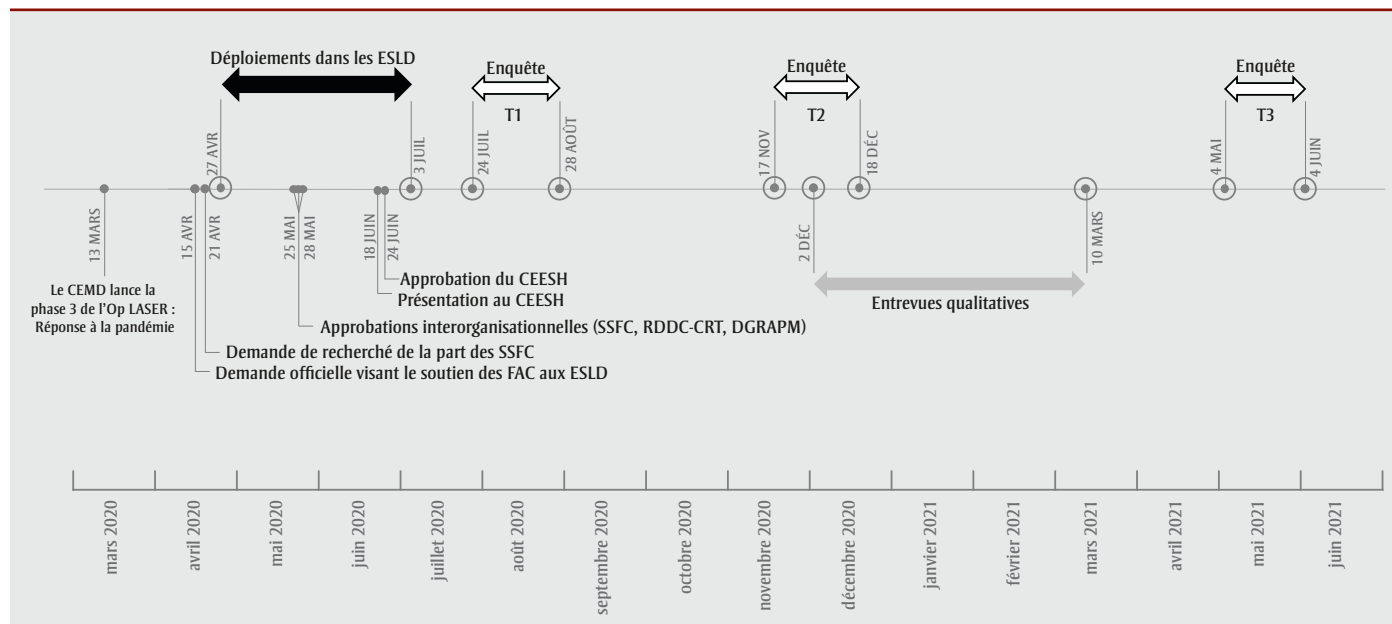 Déploiements dans les ESLD
Enquête
T1
Enquête
T2
Enquête
T3
27 AVR
3 JUIL
24 JUIL
28 AOÛT
17 NOV
18 DÉC
4 MAI
4 JUIN
13 MARS
15 AVR
21 AVR
25 MAI
28 MAI
18 JUIN
24 JUIN
2 DÉC
10 MARS
Le CEMD lance la
phase 3 de l'Op LASER :
Réponse à la pandémie
Approbation du CEESH
Présentation au CEESH
Entrevues qualitatives
Approbations interorganisationnelles (SSFC, RDDC-CRT, DGRAPM)
Demande de recherché de la part des SSFC
Demande officielle visant le soutien des FAC aux ESLD
mars 2020
avril 2020
mai 2020
juin 2020
juillet 2020
août 2020
septembre 2020
octobre 2020
novembre 2020
décembre 2020
janvier 2021
février 2021
mars 2021
avril 2021
mai 2021
juin 2021